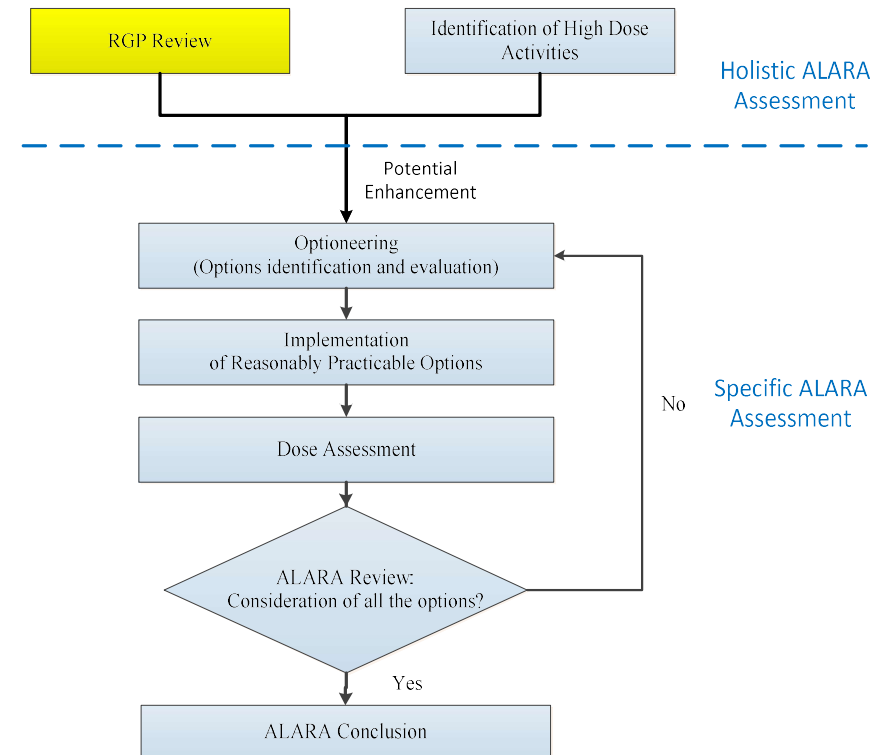 RGP Review
Identification of High Dose
Activities
Holistic ALARA
Assessment
Potential
Enhancement
Optioneering
(Options identification and evaluation)
Implementation
of Reasonably Practicable Options
No
Specific ALARA
Assessment
Dose Assessment
ALARA Review:
Consideration of all the options?
Yes
ALARA Conclusion